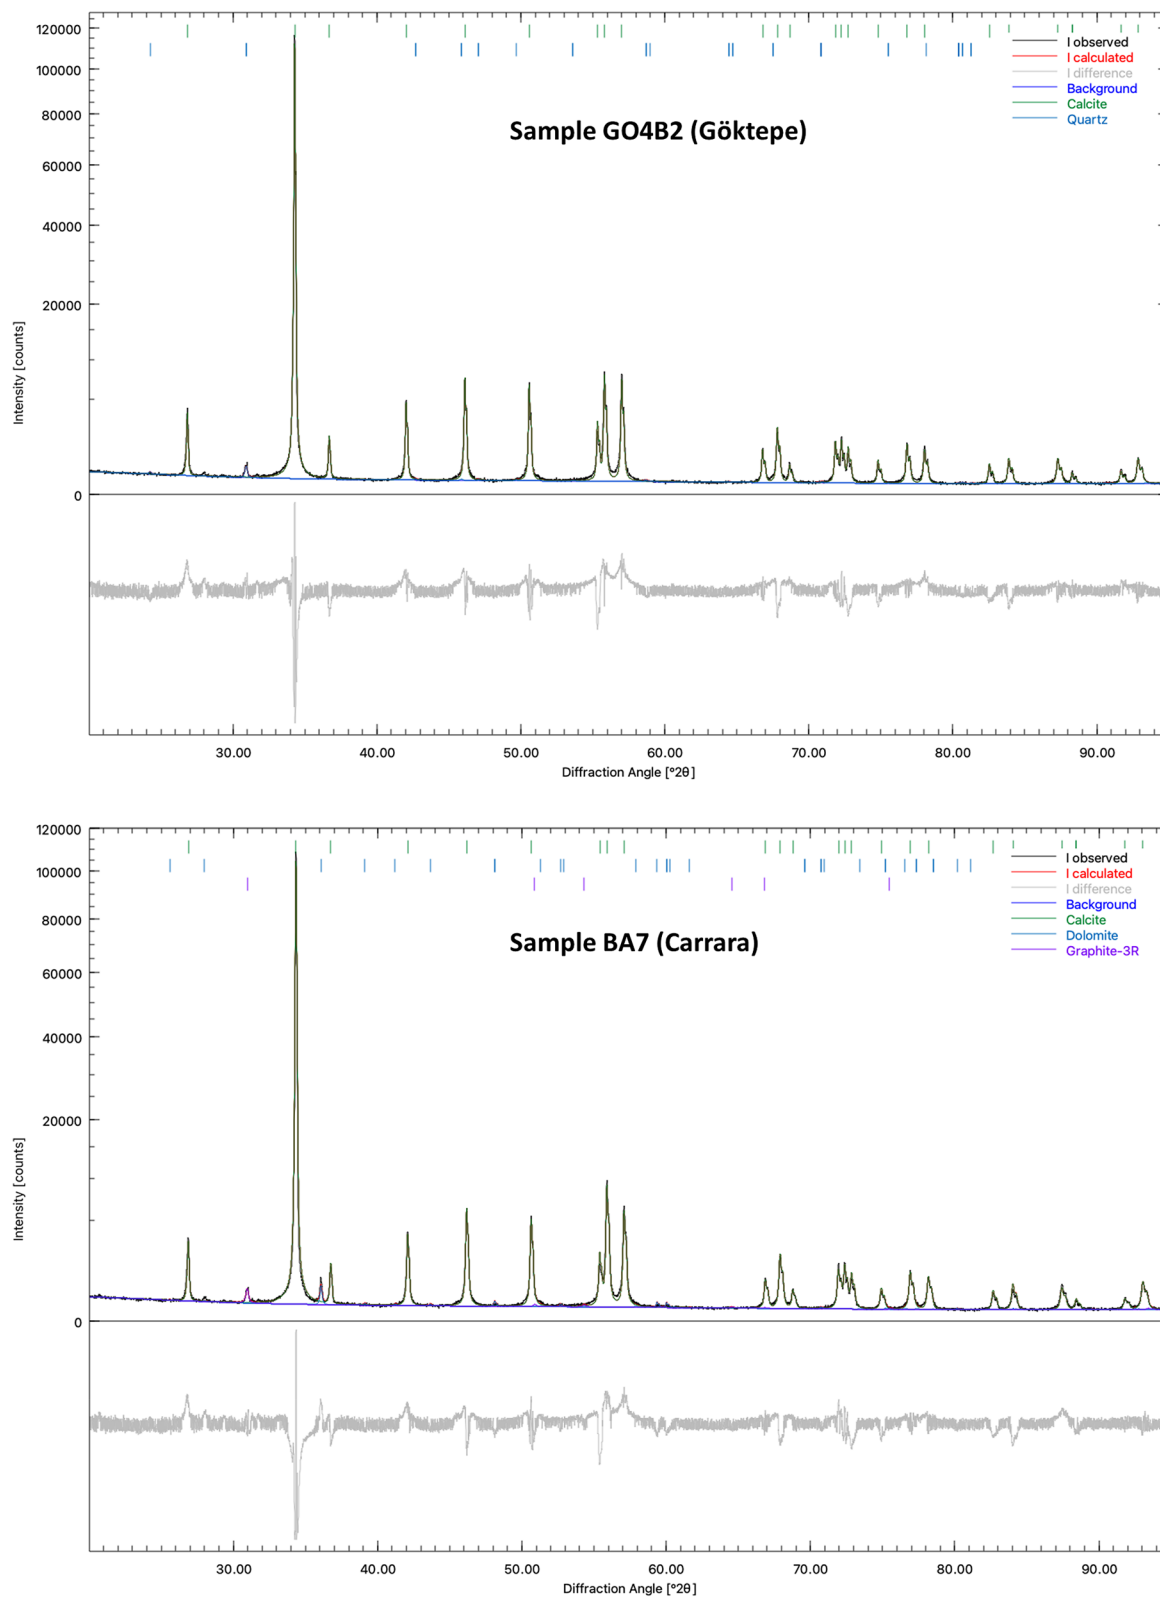 120000
100000
80000
60000
40000
20000
0
Intensity [counts]
I observed
I calculated
I difference
Background
Calcite
Quartz
Sample GO4B2 (Göktepe)
30.00 40.00 50.00 60.00 70.00 80.00 90.00
Diffraction Angle [°2θ]
120000
100000
80000
60000
40000
20000
0
Intensity [counts]
I observed
I calculated
I difference
Background
Calcite
Dolomite
Graphite-3R
Sample BA7 (Carrara)
30.00 40.00 50.00 60.00 70.00 80.00 90.00
Diffraction Angle [°2θ]